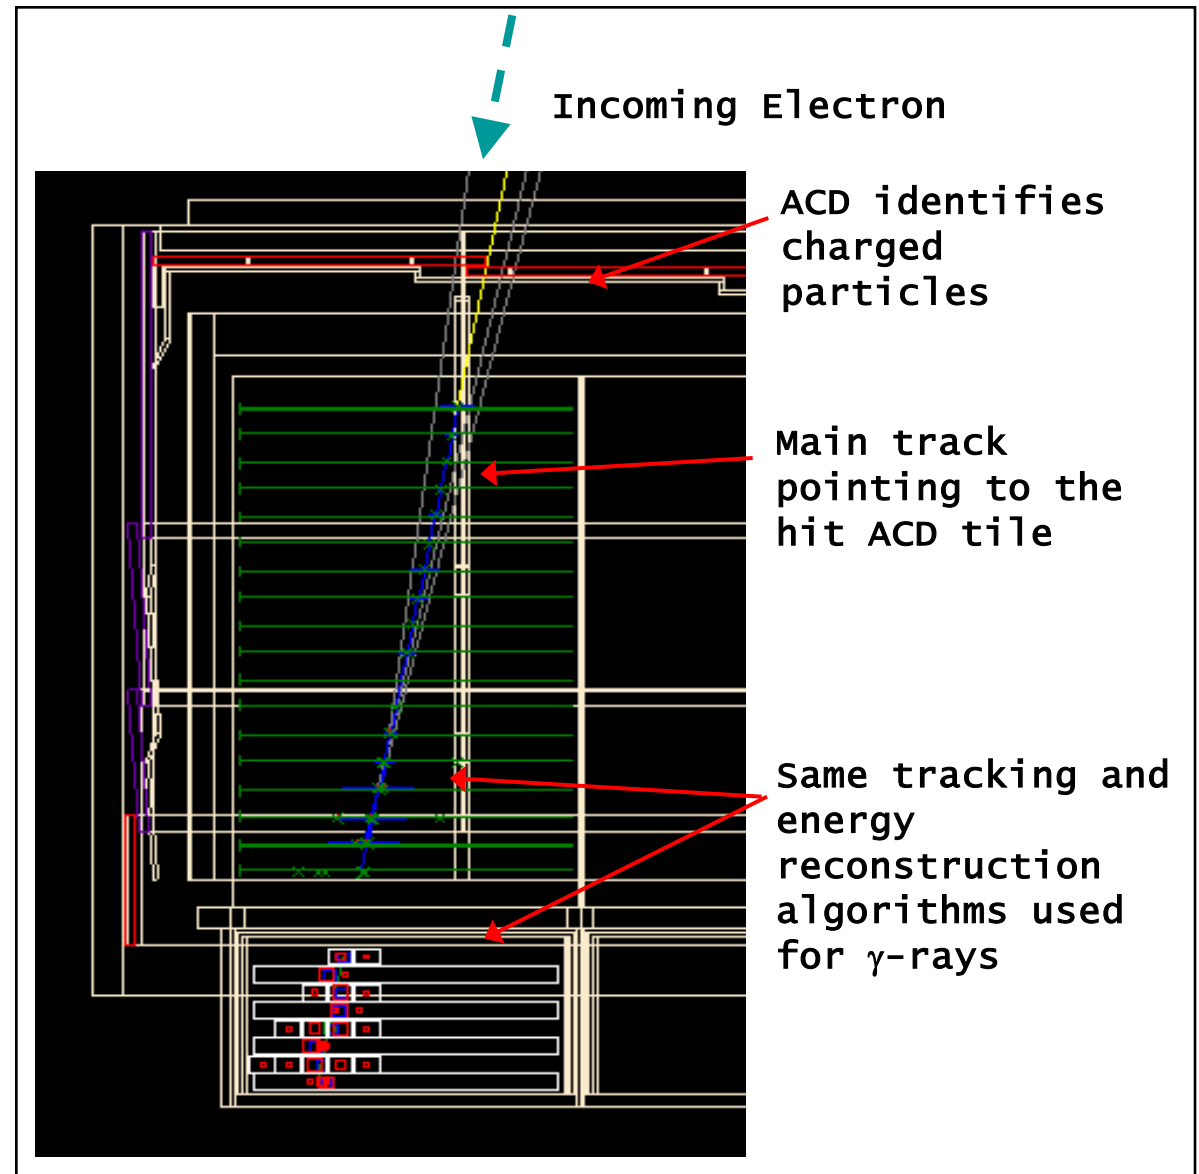 Incoming Electron
ACD identifies
charged
particles
Main track
pointing to the
hit ACD tile
Same tracking and
energy
reconstruction
algorithms used
for γ-rays